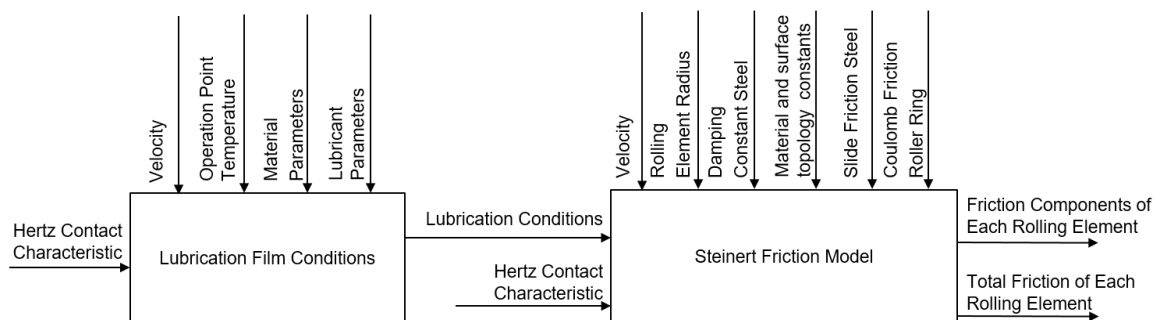 Velocity
Operation Point
Temperature
Material
Parameters
Lubricant
Parameters
Velocity
Rolling
Element Radius
Damping
Constant Steel
Material and surface
topology constants
Slide Friction Steel
Coulomb Friction
Roller Ring
Hertz Contact
Characteristic
Lubrication Film Conditions
Lubrication Conditions
Hertz Contact
Characteristic
Steinert Friction Model
Friction Components of
Each Rolling Element
Total Friction of Each
Rolling Element